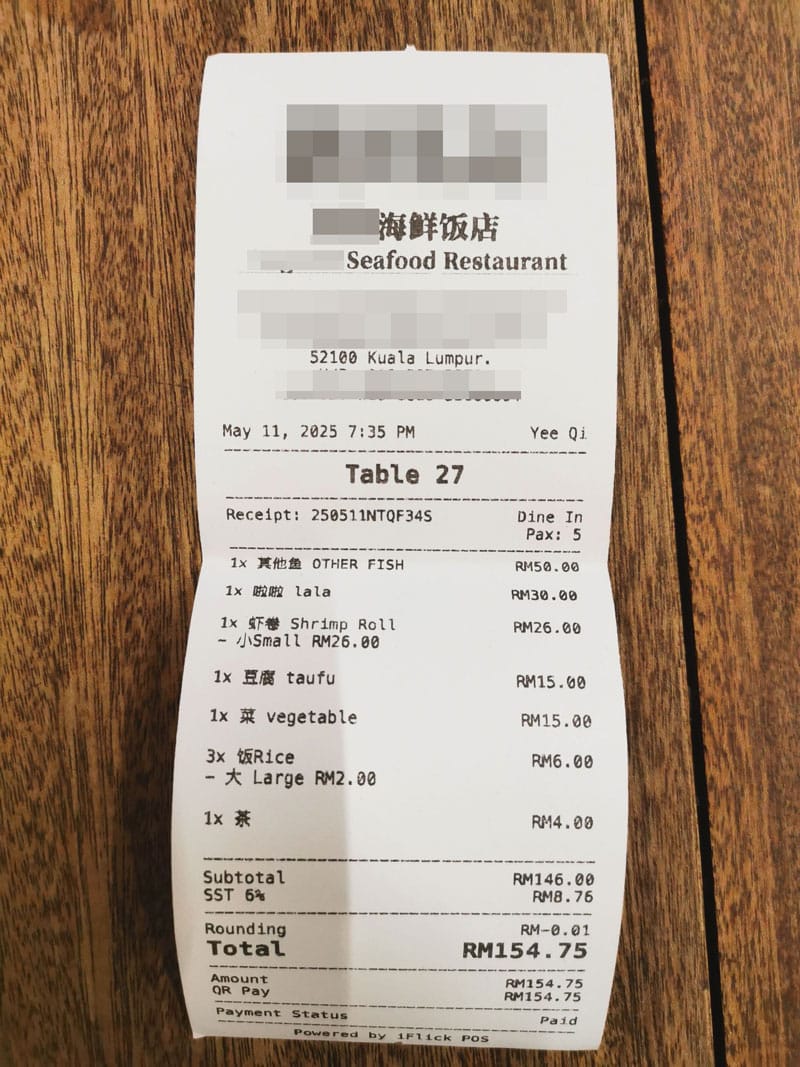 海鲜饭店
Seafood Restaurant
52100 Kuala Lumpur.
May 11, 2025 7:35 PM Yee Qi
Table 27
Receipt: 250511NTQF34S Dine In
Pax: 5
1x 其他鱼 OTHER FISH RM50.00
1x 啦啦 lala RM30.00
1x 虾卷 Shrimp Roll RM26.00
- 小Small RM26.00
1x 豆腐 taufu RM15.00
1x 菜 vegetable RM15.00
3x 饭Rice RM6.00
- 大 Large RM2.00
1x 茶 RM4.00
Subtotal RM146.00
SST 6% RM8.76
Rounding RM-0.01
Total RM154.75
Amount RM154.75
QR Pay RM154.75
Payment Status Paid
Powered by iFlick POS